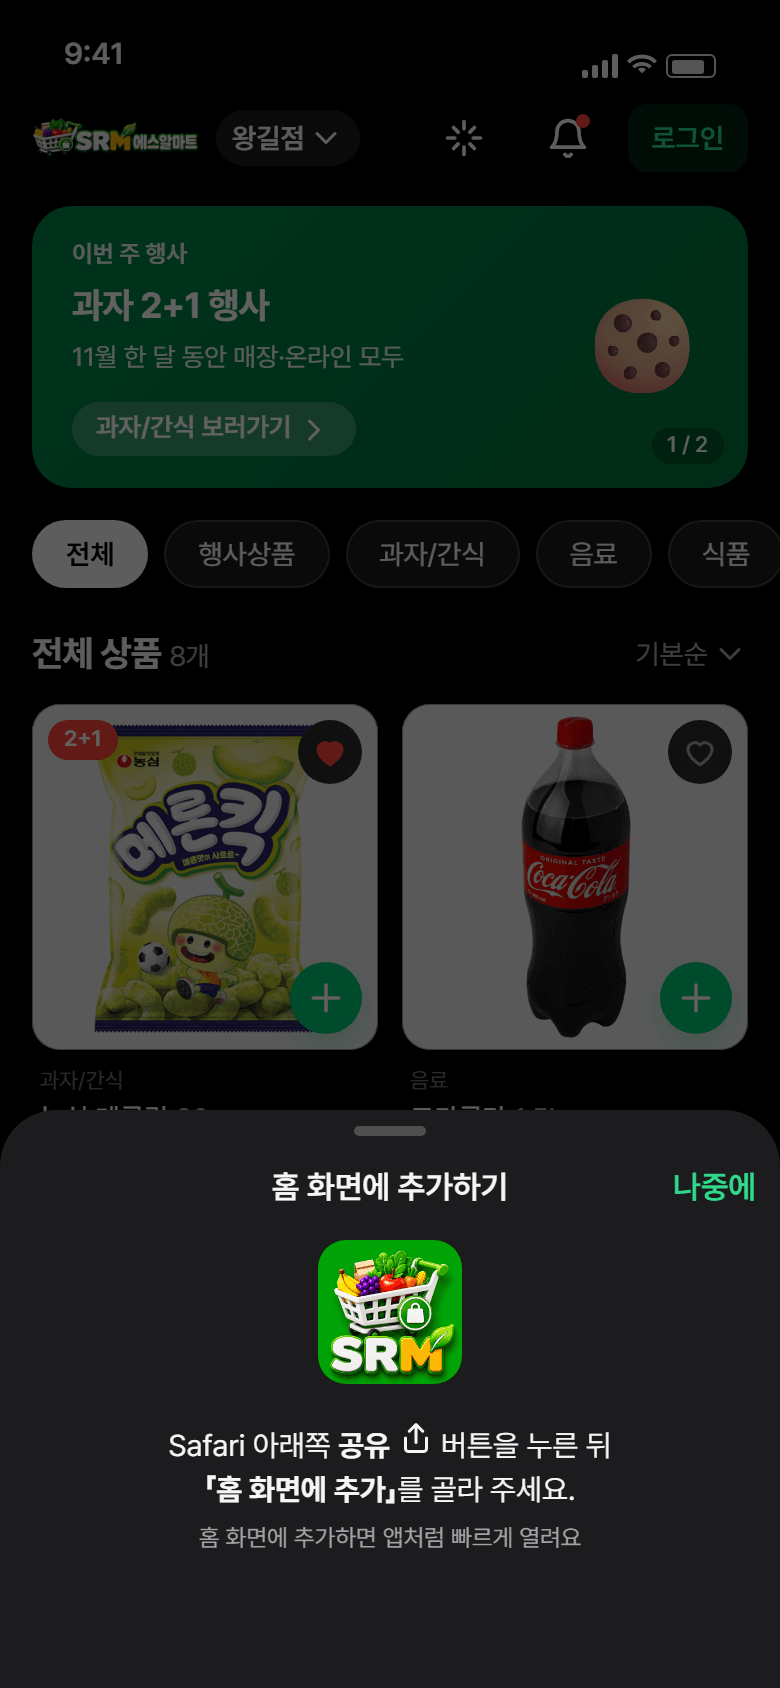 9:41
SRM 에스알마트
왕길점
로그인
이번 주 행사
과자 2+1 행사
11월 한 달 동안 매장·온라인 모두
과자/간식 보러가기
1 / 2
전체
행사상품
과자/간식
음료
식품
전체 상품 8개
기본순
2+1
농심
메론킥
ORIGINAL TASTE
Coca-Cola
과자/간식
음료
홈 화면에 추가하기
나중에
SRM
Safari 아래쪽 공유 버튼을 누른 뒤
「홈 화면에 추가」를 골라 주세요.
홈 화면에 추가하면 앱처럼 빠르게 열려요